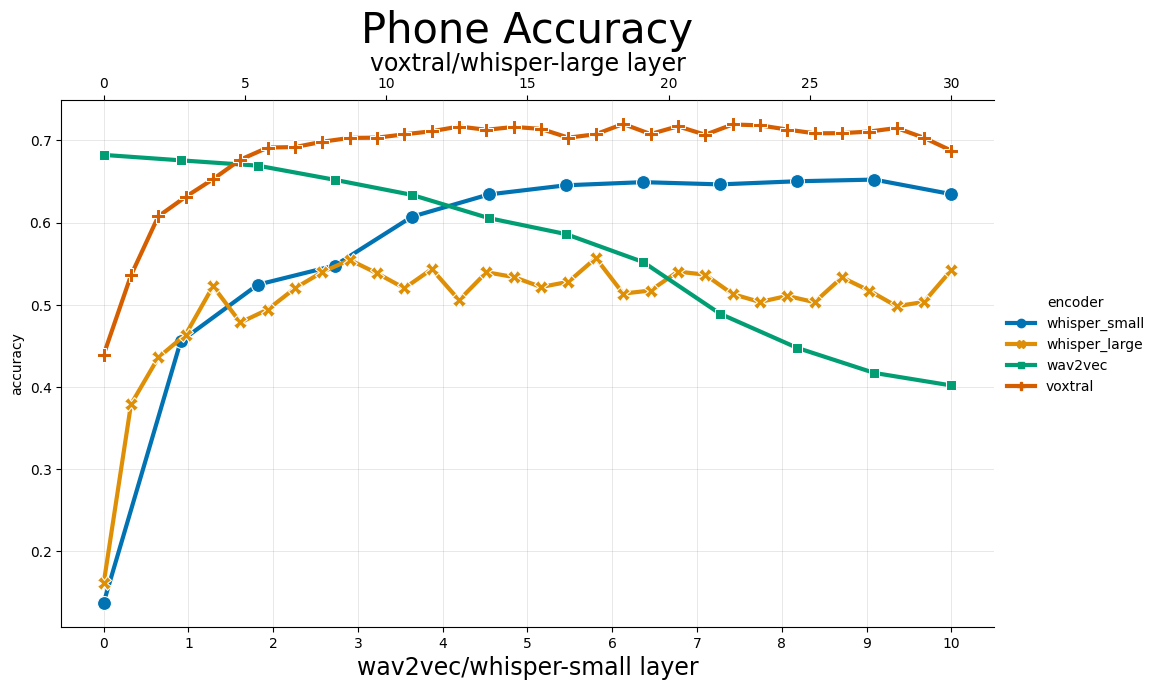 Phone Accuracy
voxtral/whisper-large layer
0 5 10 15 20 25 30
0.7
0.6
0.5
0.4
0.3
0.2
accuracy
encoder
whisper_small
whisper_large
wav2vec
voxtral
0 1 2 3 4 5 6 7 8 9 10
wav2vec/whisper-small layer